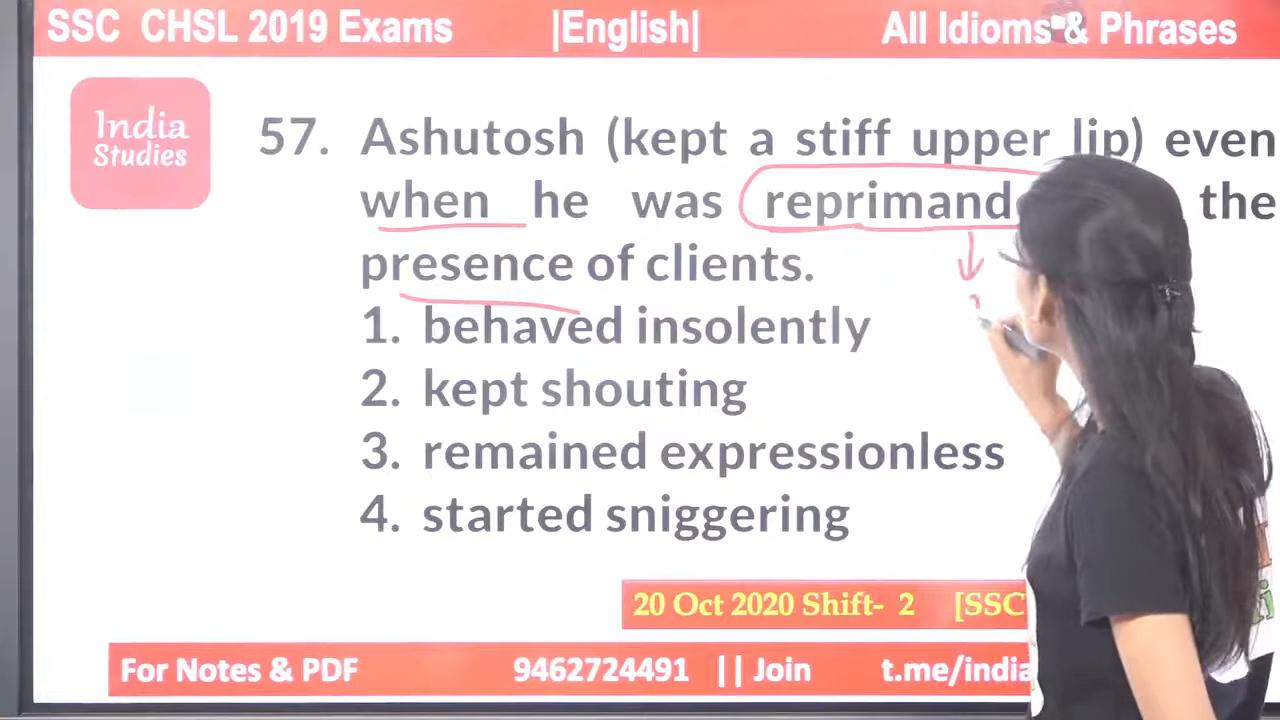 SSC CHSL 2019 Exams |English| All Idioms & Phrases
India
Studies
57. Ashutosh (kept a stiff upper lip) even
when he was the
presence of clients.
1. behaved insolently
2. kept shouting
3. remained expressionless
4. started sniggering
20 Oct 2020 Shift- 2 [SSC
For Notes & PDF 9462724491 || Join t.me/india